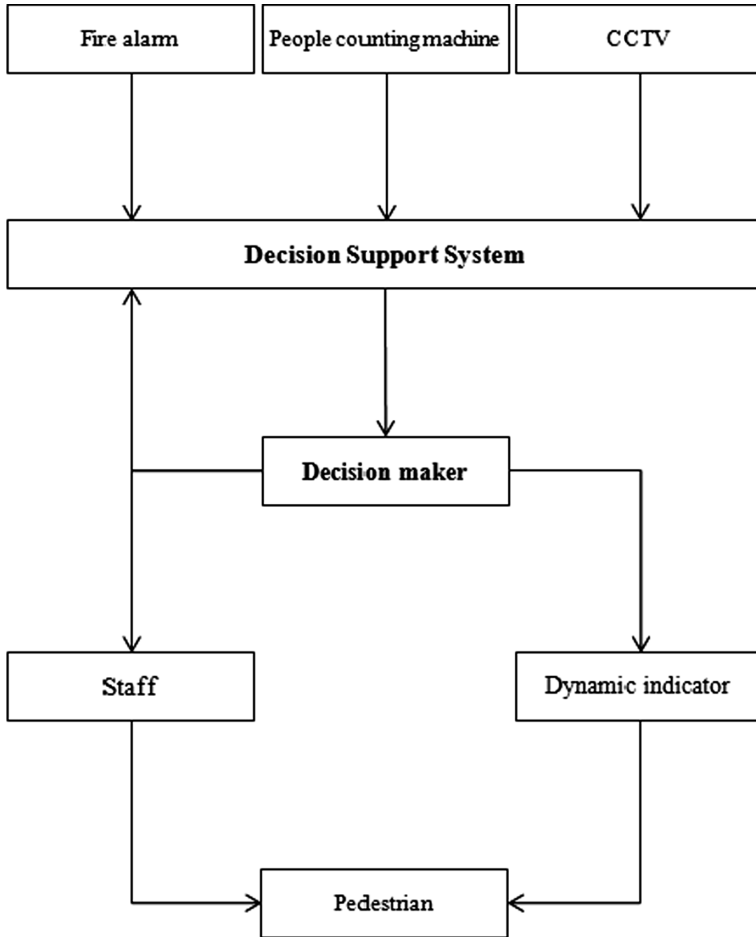 Fire alarm
People counting machine
CCTV
Decision Support System
Decision maker
Staff
Dynamic indicator
Pedestrian